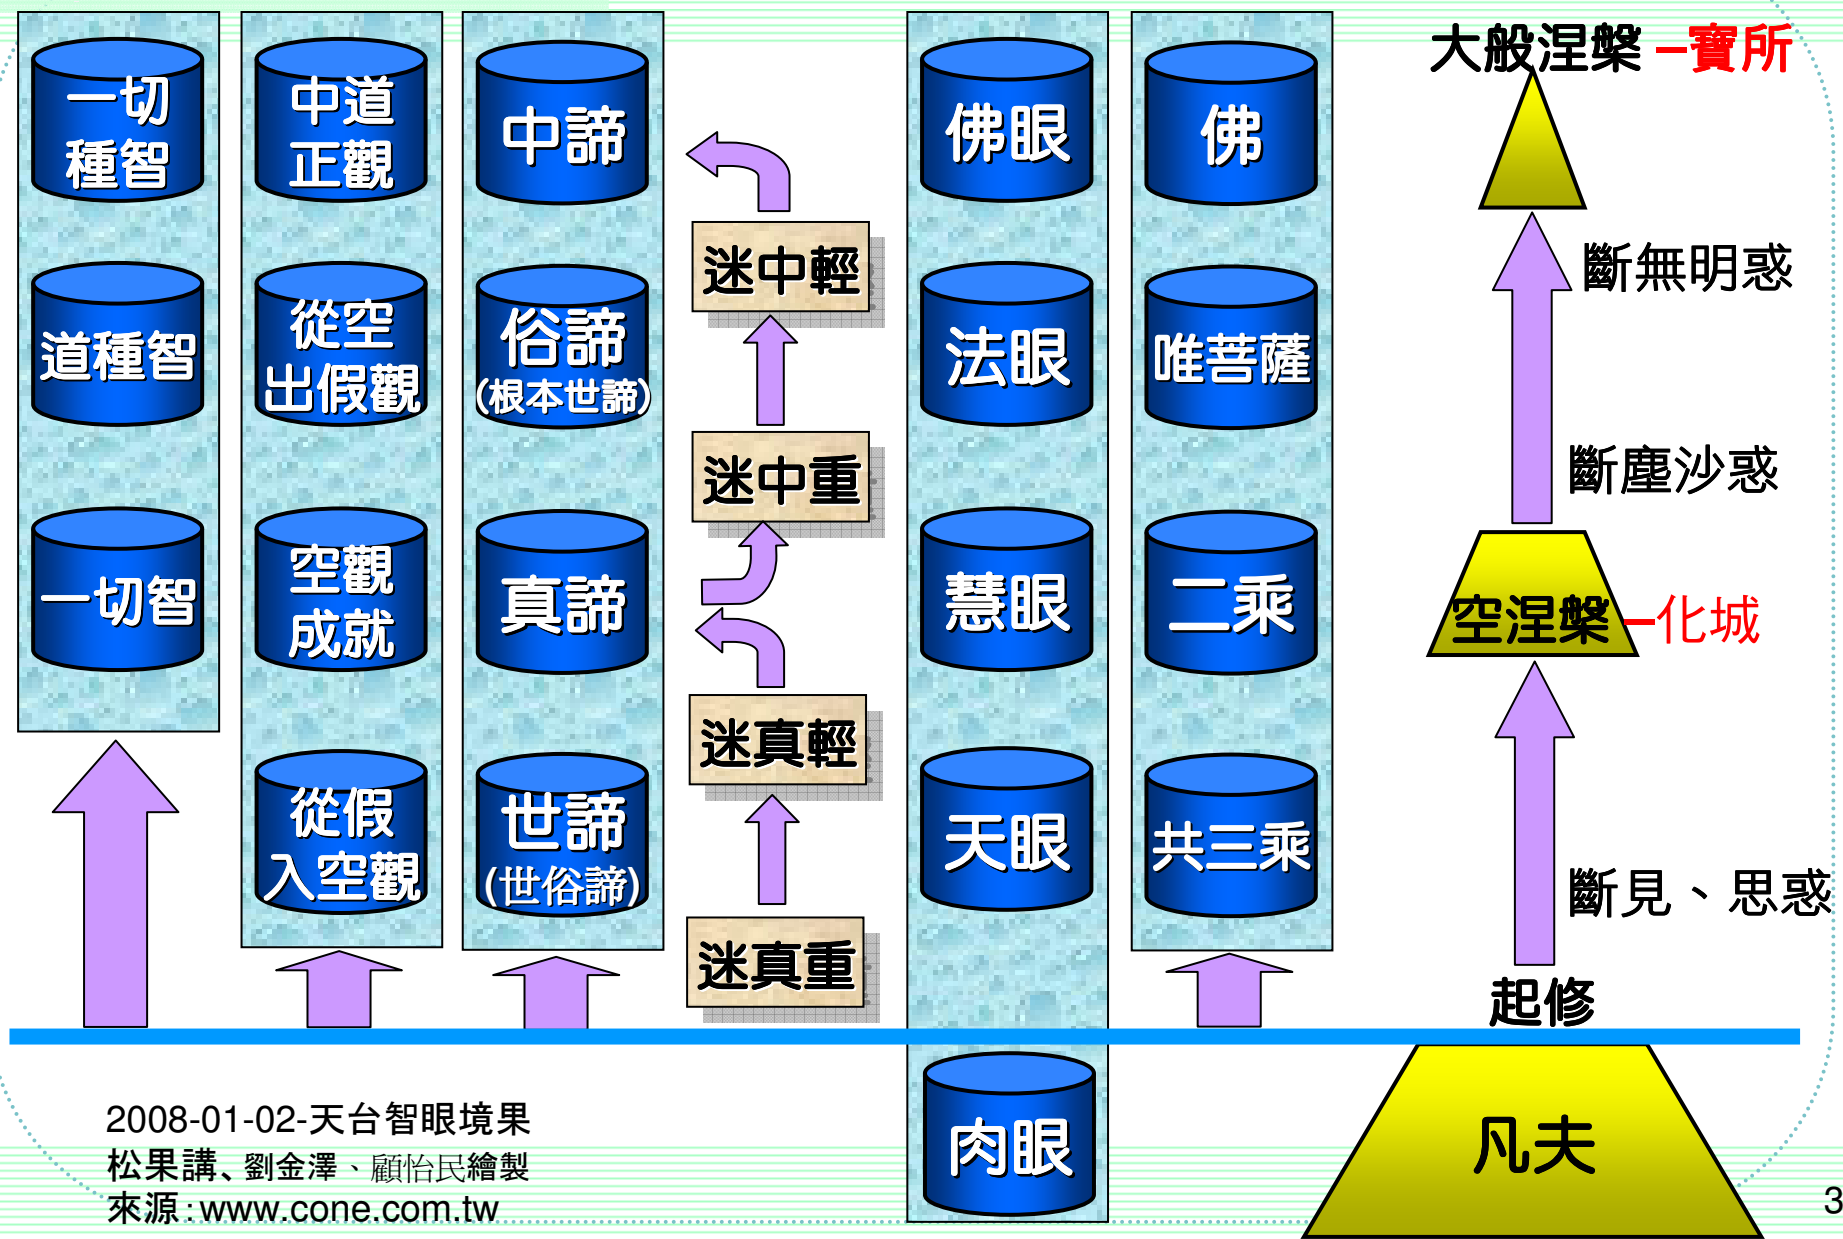 一切
種智
道種智
一切智
中道
正觀
從空
出假觀
空觀
成就
從假
入空觀
中諦
俗諦
(根本世諦)
真諦
世諦
(世俗諦)
迷中輕
迷中重
迷真輕
迷真重
佛眼
法眼
慧眼
天眼
肉眼
佛
唯菩薩
二乘
共三乘
大般涅槃–寶所
斷無明惑
斷塵沙惑
空涅槃–化城
斷見、思惑
起修
凡夫
2008-01-02-天台智眼境果
松果講、劉金澤、顧怡民繪製
來源:www.cone.com.tw
3